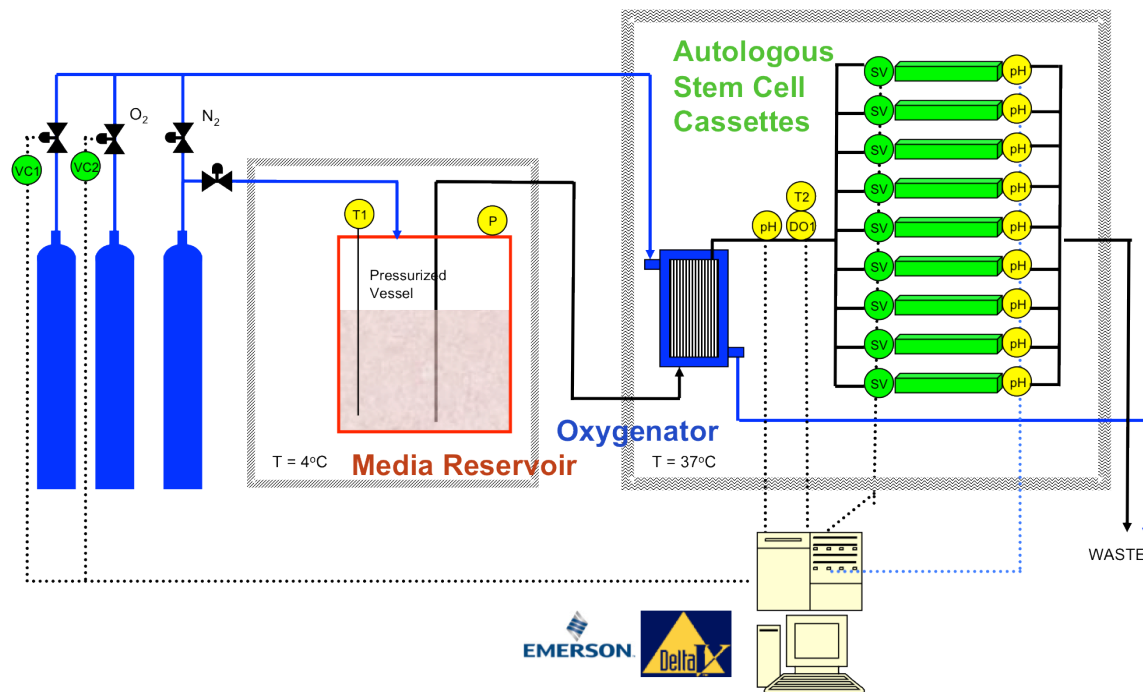 Autologous
Stem Cell
Cassettes
O₂
N₂
VC1
VC2
T1
P
Pressurized
Vessel
T = 4°C
Media Reservoir
Oxygenator
T = 37°C
pH
T2
DO1
SV
pH
SV
pH
SV
pH
SV
pH
SV
pH
SV
pH
SV
pH
SV
pH
SV
pH
WASTE
EMERSON.
DeltaV